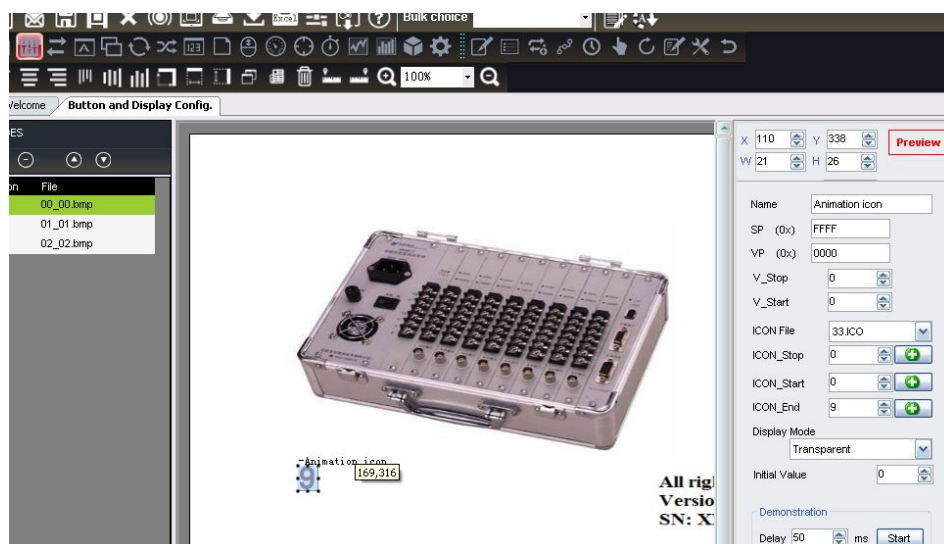 Excel
Bulk choice
123
100%
Welcome
Button and Display Config.
File
00_00.bmp
01_01.bmp
02_02.bmp
X 110 Y 338
W 21 H 26
Preview
Name Animation icon
SP (0x) FFFF
VP (0x) 0000
V_Stop 0
V_Start 0
ICON File 33.ICO
ICON_Stop 0
ICON_Start 0
ICON_End 9
Display Mode
Transparent
Initial Value 0
Demonstration
Delay 50 ms Start
Animation icon
9
169,316
All
SN: